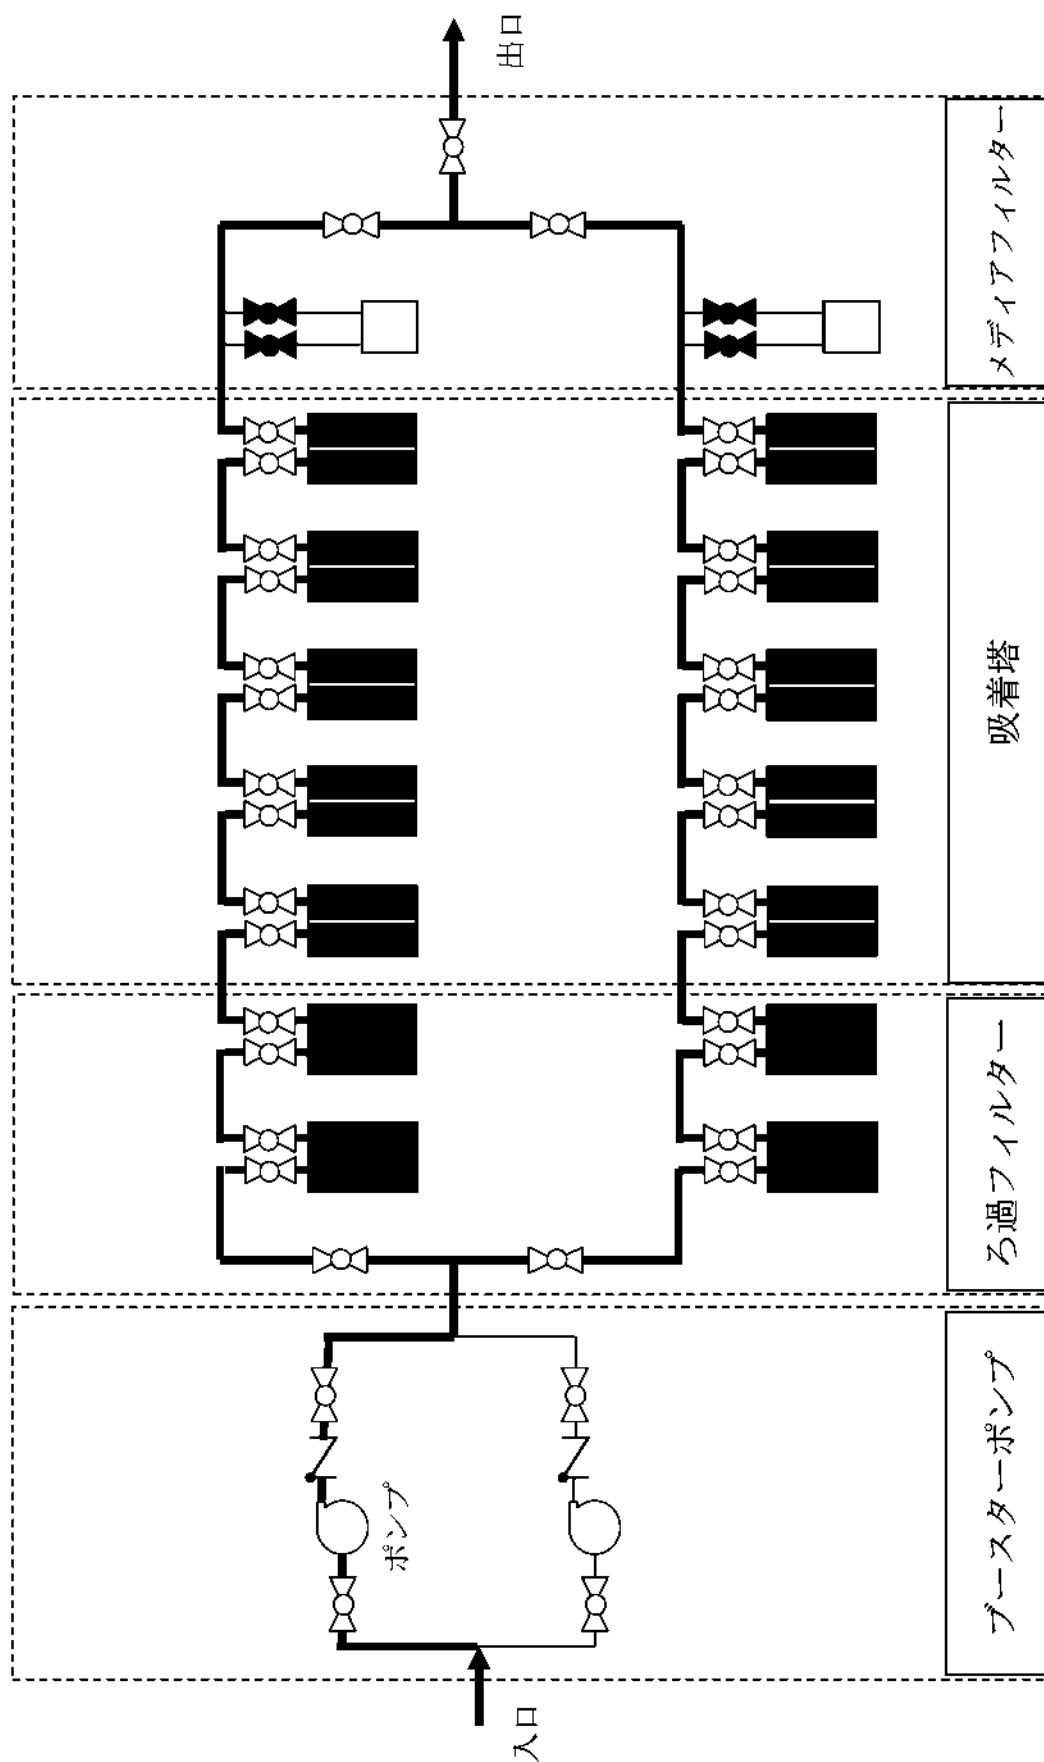 入口
ポンプ
出口
ブースターポンプ
ろ過フィルター
吸着塔
メディアフィルター